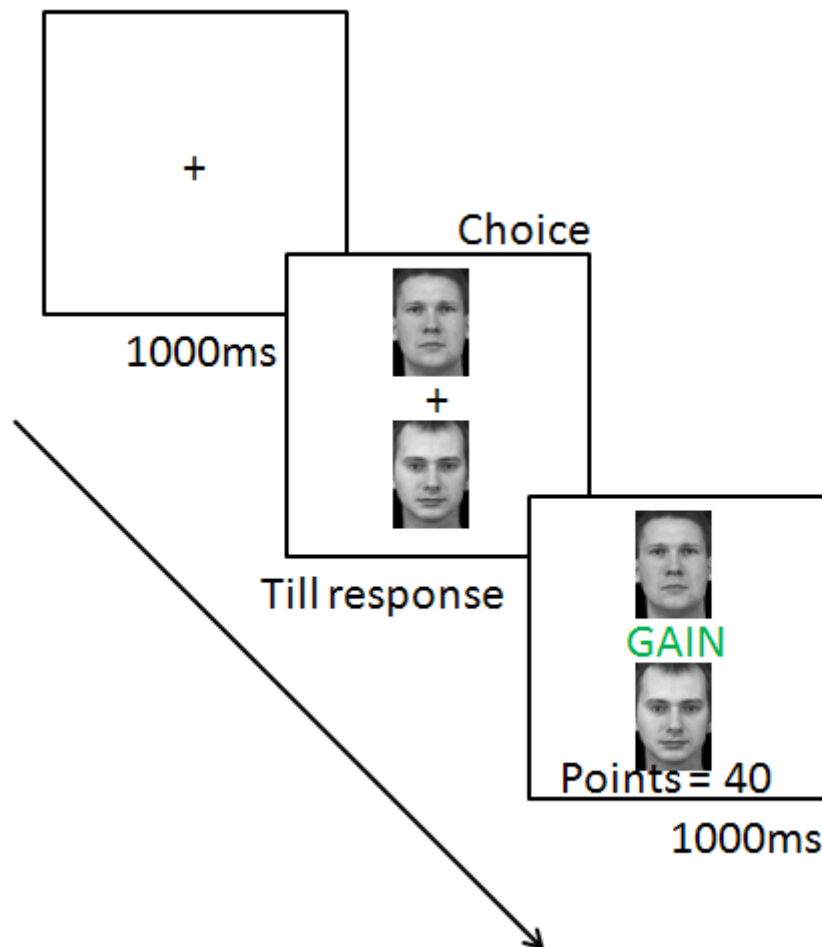 +
Choice
1000ms
+
Till response
GAIN
Points = 40
1000ms